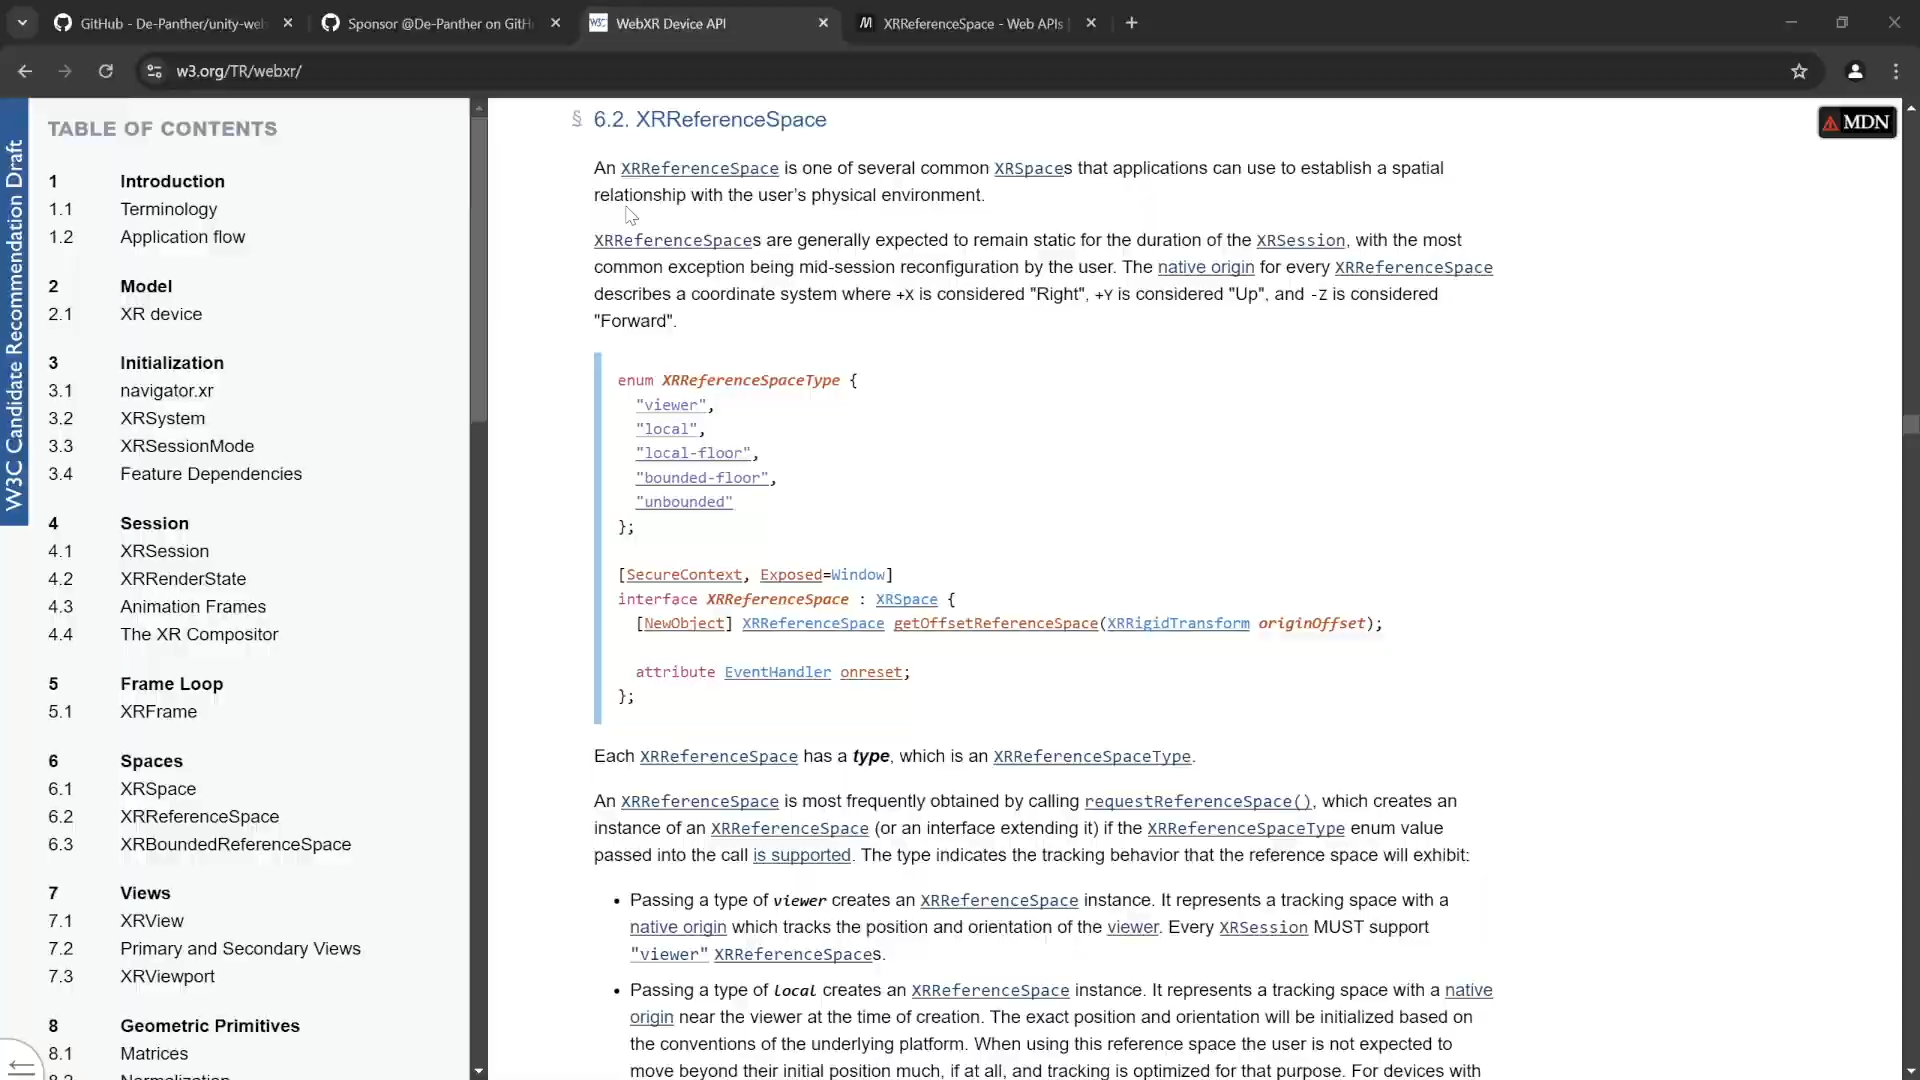 GitHub - De-Panther/unity-web
Sponsor @De-Panther on GitH
WebXR Device API
XRReferenceSpace - Web APIs |
w3.org/TR/webxr/
W3C Candidate Recommendation Draft
TABLE OF CONTENTS
1 Introduction
1.1 Terminology
1.2 Application flow
2 Model
2.1 XR device
3 Initialization
3.1 navigator.xr
3.2 XRSystem
3.3 XRSessionMode
3.4 Feature Dependencies
4 Session
4.1 XRSession
4.2 XRRenderState
4.3 Animation Frames
4.4 The XR Compositor
5 Frame Loop
5.1 XRFrame
6 Spaces
6.1 XRSpace
6.2 XRReferenceSpace
6.3 XRBoundedReferenceSpace
7 Views
7.1 XRView
7.2 Primary and Secondary Views
7.3 XRViewport
8 Geometric Primitives
8.1 Matrices
8.2 Normalization
§ 6.2. XRReferenceSpace
MDN
An XRReferenceSpace is one of several common XRSpaces that applications can use to establish a spatial
relationship with the user's physical environment.
XRReferenceSpaces are generally expected to remain static for the duration of the XRSession, with the most
common exception being mid-session reconfiguration by the user. The native origin for every XRReferenceSpace
describes a coordinate system where +X is considered "Right", +Y is considered "Up", and -Z is considered
"Forward".
enum XRReferenceSpaceType {
"viewer",
"local",
"local-floor",
"bounded-floor",
"unbounded"
};
[SecureContext, Exposed=Window]
interface XRReferenceSpace : XRSpace {
[NewObject] XRReferenceSpace getOffsetReferenceSpace(XRRigidTransform originOffset);
attribute EventHandler onreset;
};
Each XRReferenceSpace has a type, which is an XRReferenceSpaceType.
An XRReferenceSpace is most frequently obtained by calling requestReferenceSpace(), which creates an
instance of an XRReferenceSpace (or an interface extending it) if the XRReferenceSpaceType enum value
passed into the call is supported. The type indicates the tracking behavior that the reference space will exhibit:
• Passing a type of viewer creates an XRReferenceSpace instance. It represents a tracking space with a
native origin which tracks the position and orientation of the viewer. Every XRSession MUST support
"viewer" XRReferenceSpaces.
• Passing a type of local creates an XRReferenceSpace instance. It represents a tracking space with a native
origin near the viewer at the time of creation. The exact position and orientation will be initialized based on
the conventions of the underlying platform. When using this reference space the user is not expected to
move beyond their initial position much, if at all, and tracking is optimized for that purpose. For devices with